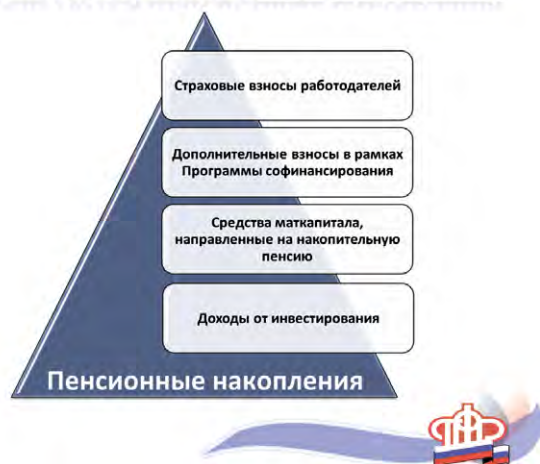 Страховые взносы работодателей
Дополнительные взносы в рамках
Программы софинансирования
Средства маткапитала,
направленные на накопительную
пенсию
Доходы от инвестирования
Пенсионные накопления